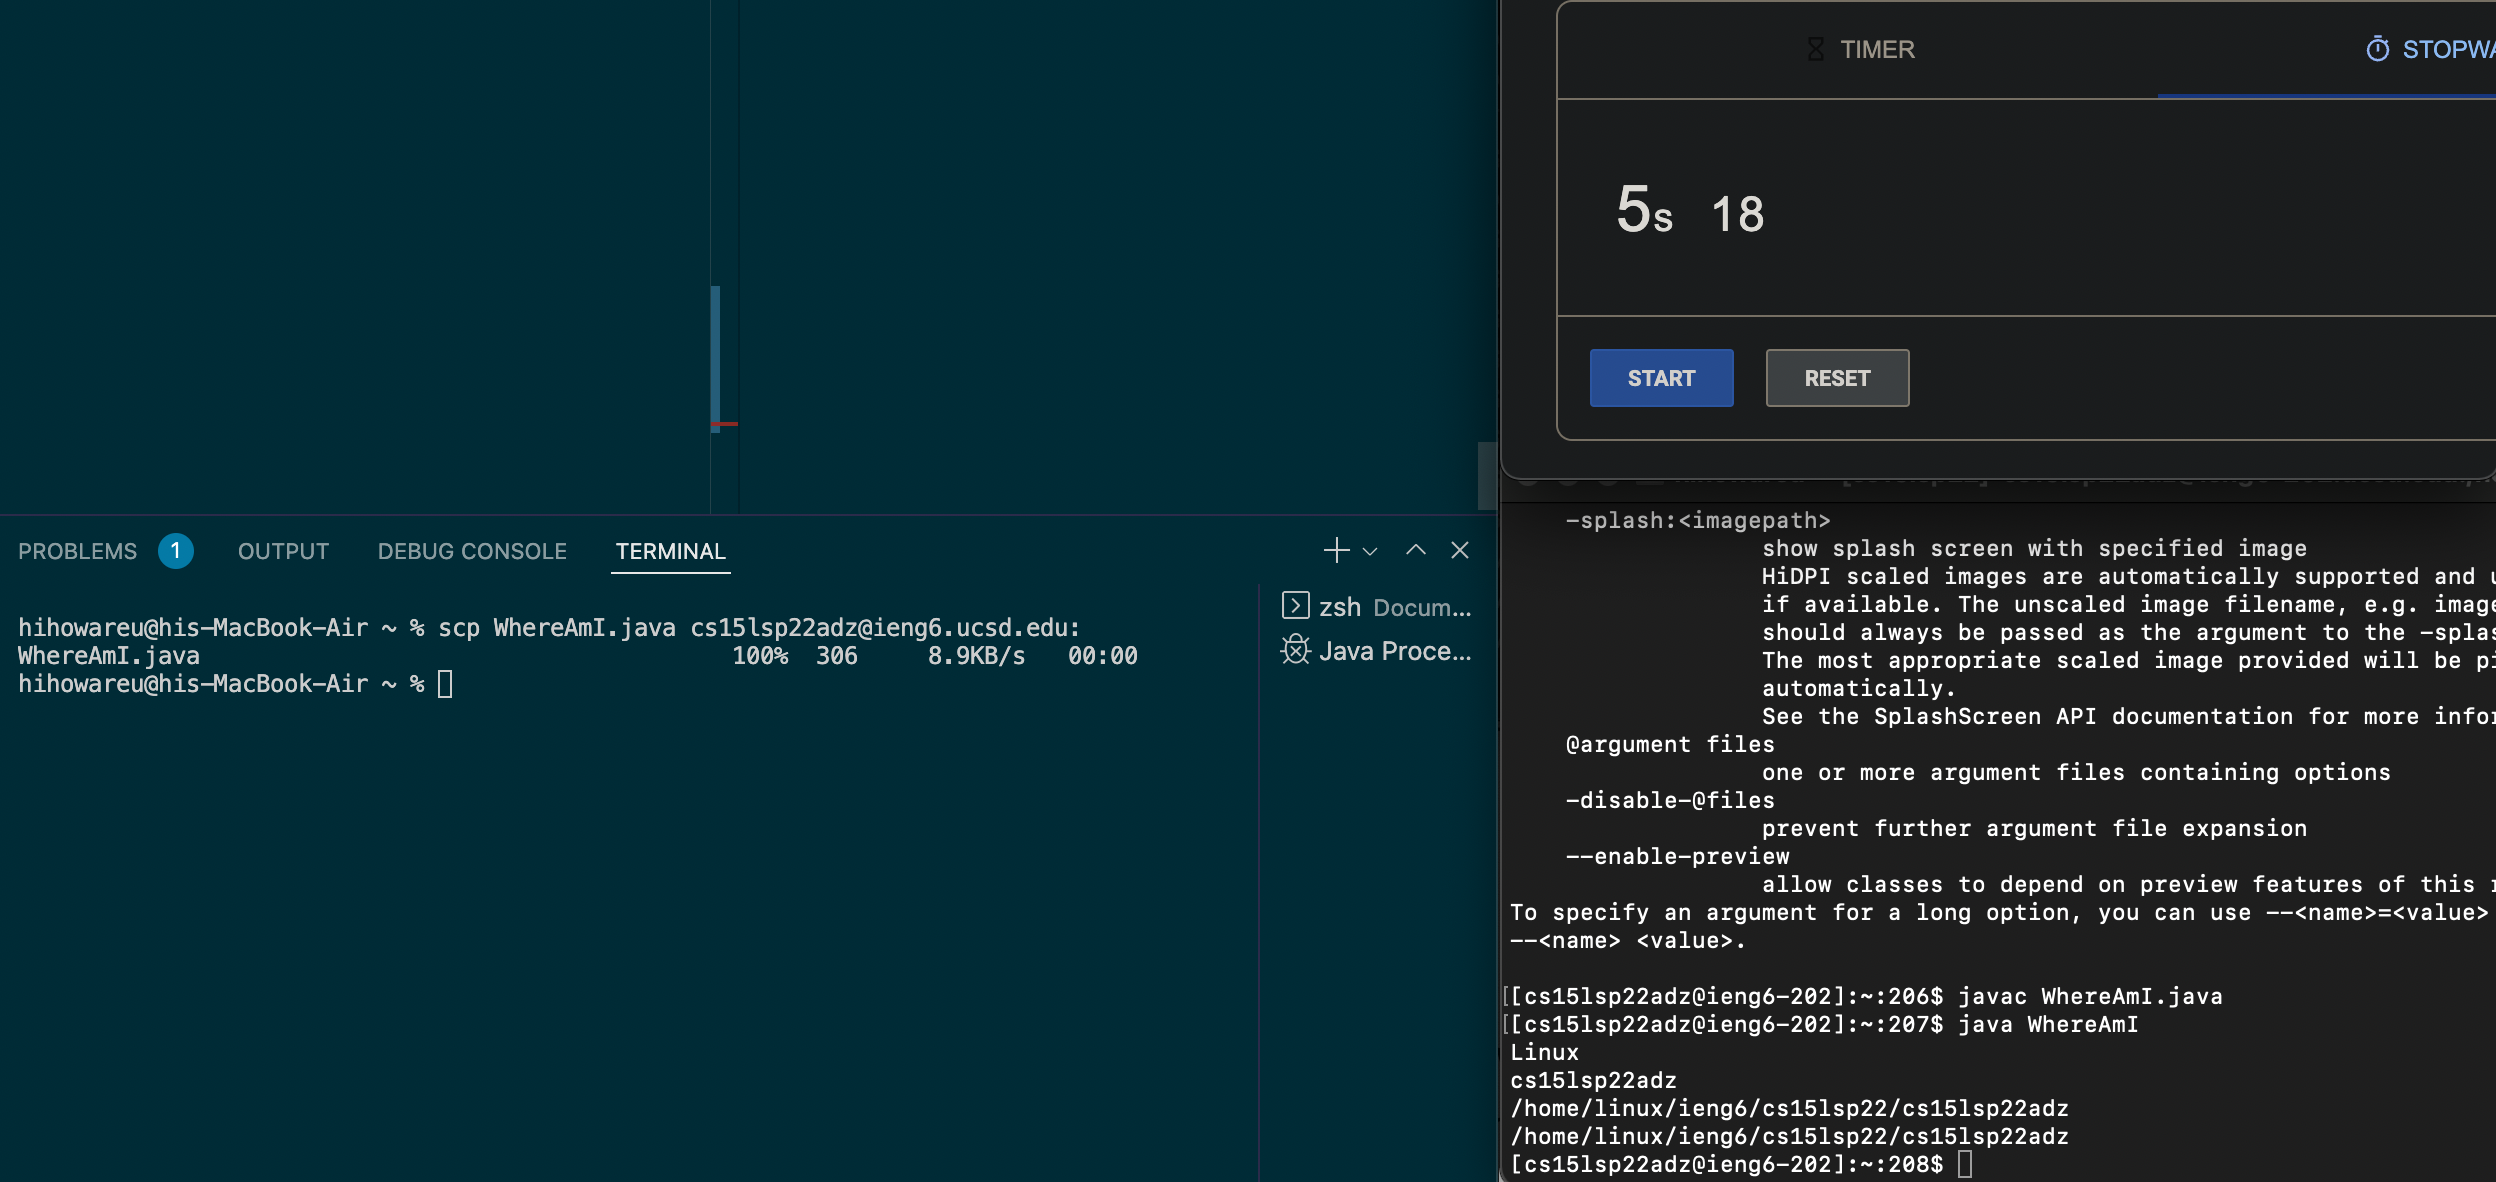 TIMER
5s 18
START
RESET
PROBLEMS 1 OUTPUT DEBUG CONSOLE TERMINAL
zsh Docum...
Java Proce...
hihowareu@his-MacBook-Air ~ % scp WhereAmI.java cs15lsp22adz@ieng6.ucsd.edu:
WhereAmI.java 100% 306 8.9KB/s 00:00
hihowareu@his-MacBook-Air ~ %
-splash:<imagepath>
show splash screen with specified image
HiDPI scaled images are automatically supported and
if available. The unscaled image filename, e.g.
should always be passed as the argument to the
The most appropriate scaled image provided will be
automatically.
See the SplashScreen API documentation for more
@argument files
one or more argument files containing options
-disable-@files
prevent further argument file expansion
--enable-preview
allow classes to depend on preview features of this
To specify an argument for a long option, you can use --<name>=<value>
--<name> <value>.
[[cs15lsp22adz@ieng6-202]:~:206$ javac WhereAmI.java
[[cs15lsp22adz@ieng6-202]:~:207$ java WhereAmI
Linux
cs15lsp22adz
/home/linux/ieng6/cs15lsp22/cs15lsp22adz
/home/linux/ieng6/cs15lsp22/cs15lsp22adz
[cs15lsp22adz@ieng6-202]:~:208$